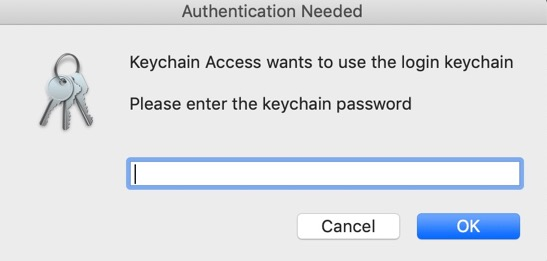 Authentication Needed
Keychain Access wants to use the login keychain
Please enter the keychain password
Cancel
OK